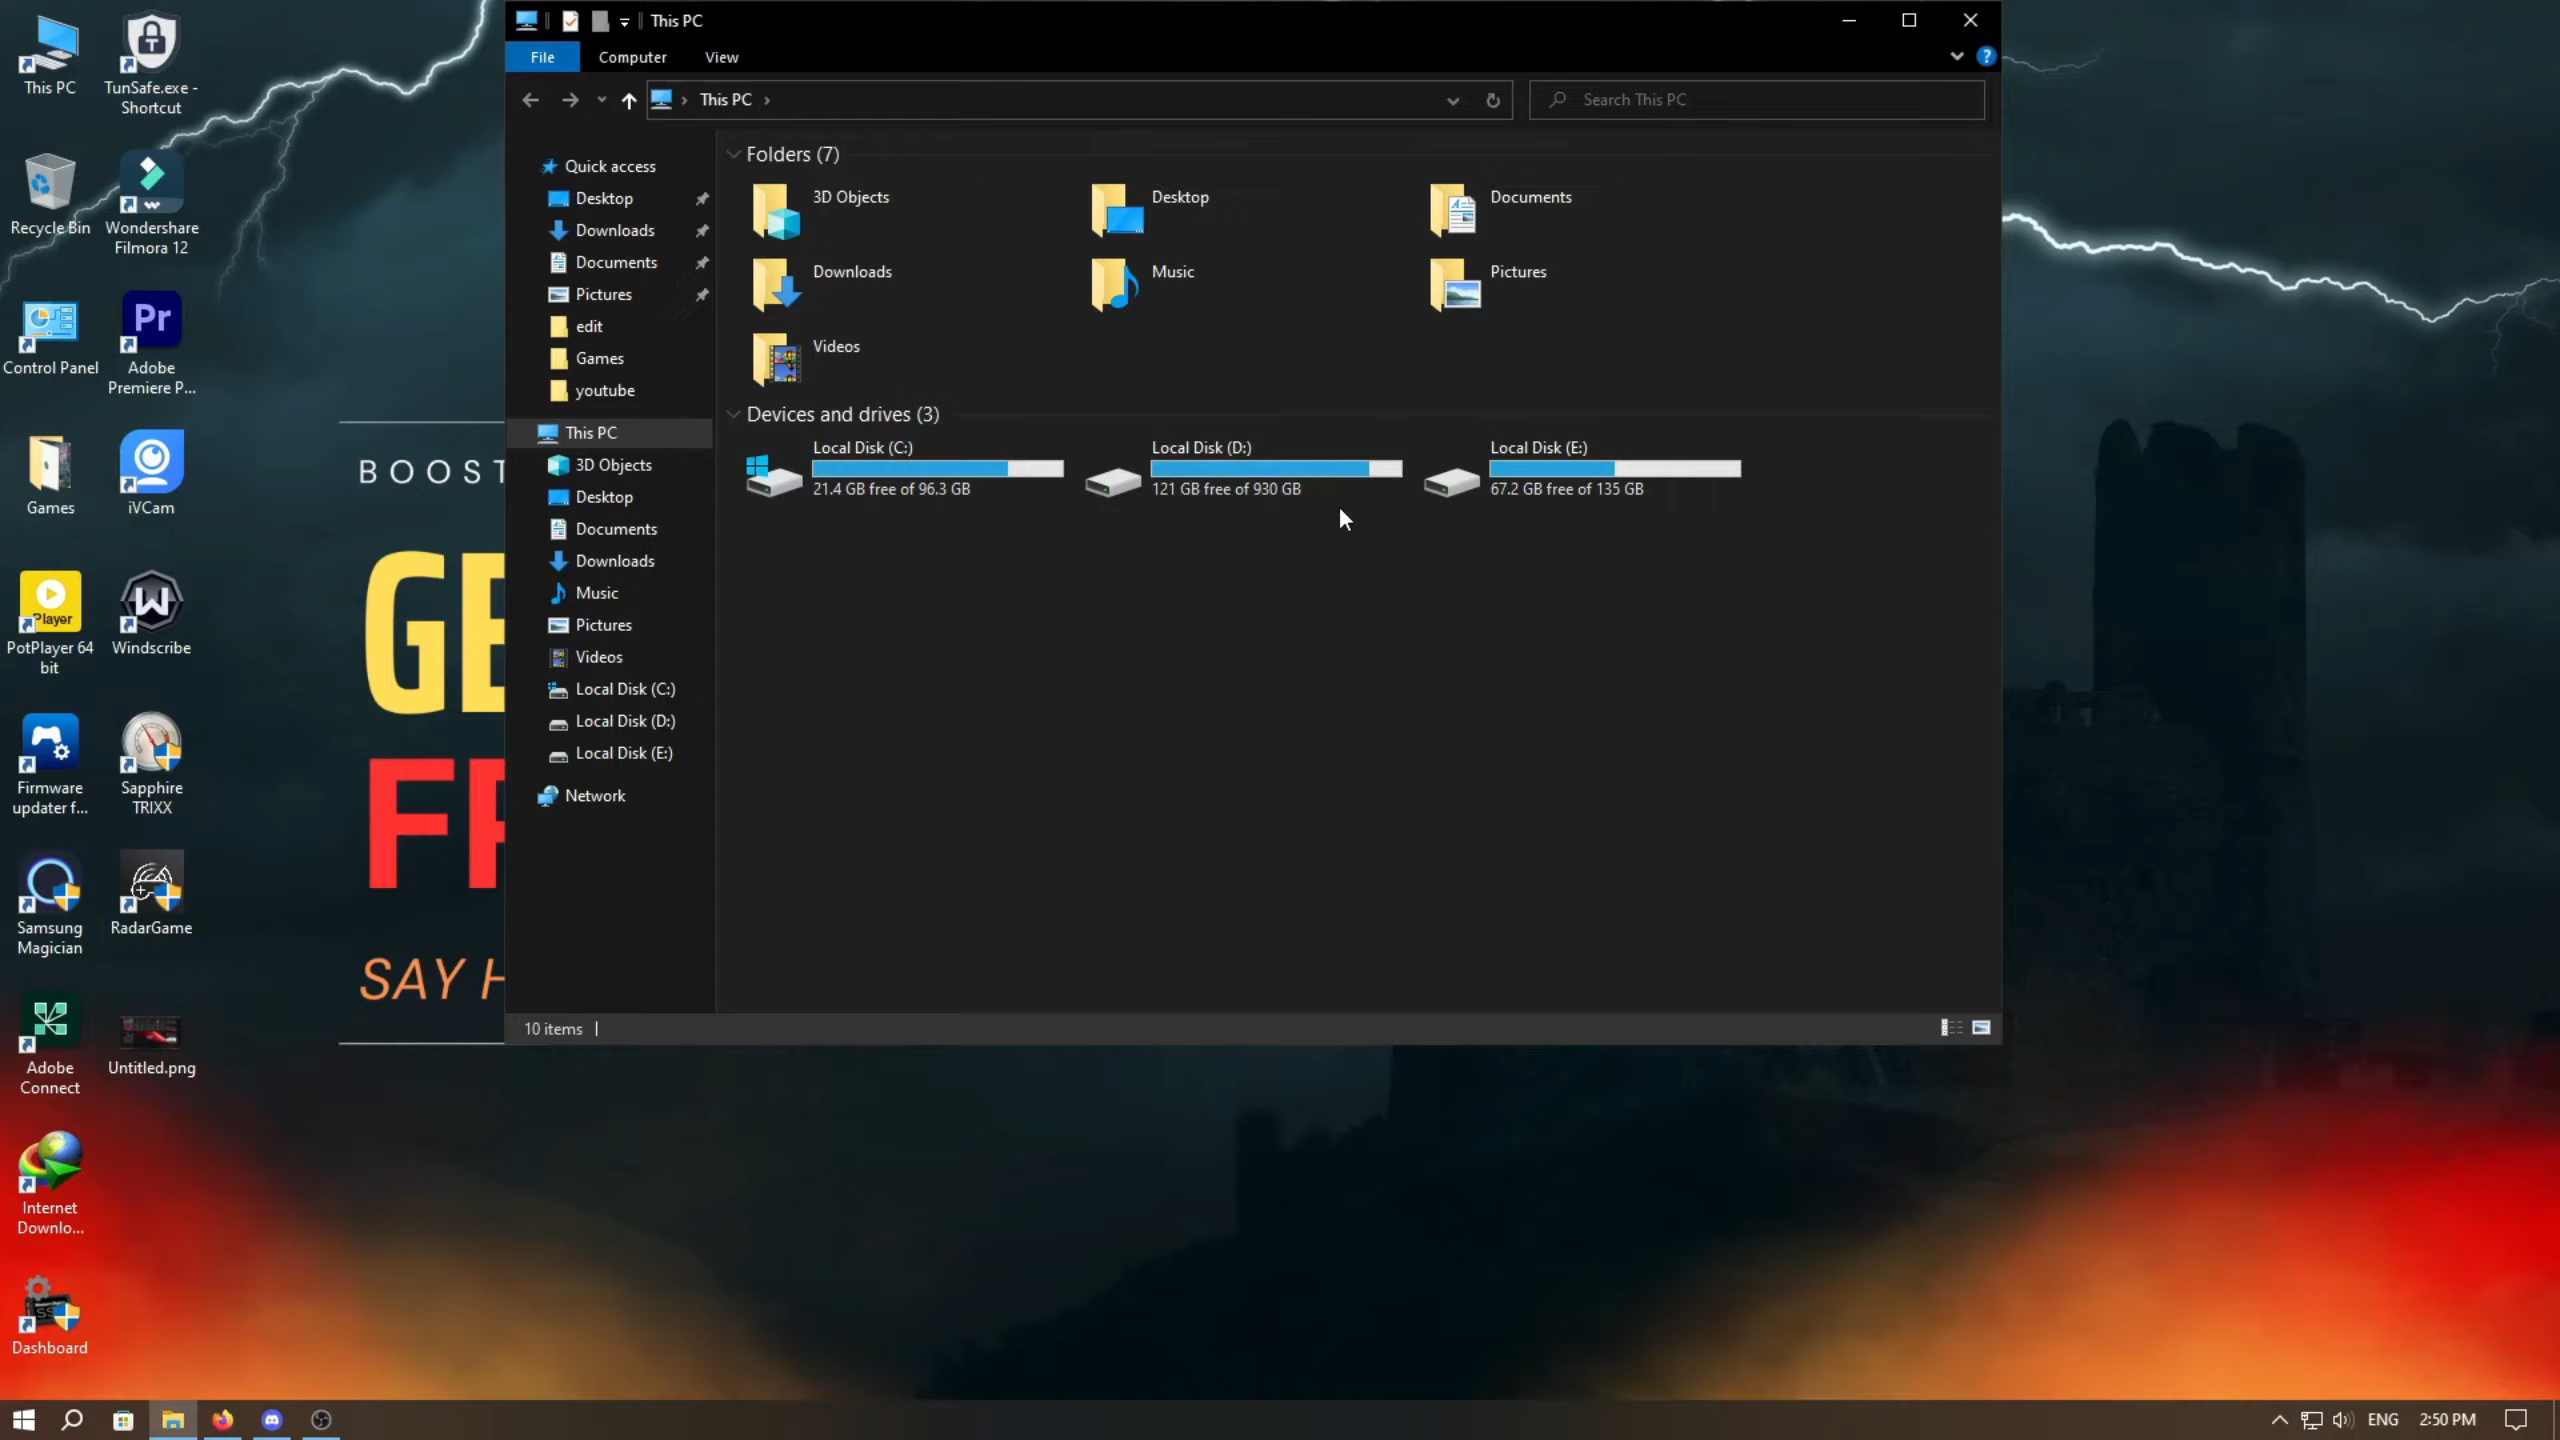 This PC
TunSafe.exe -
Shortcut
Recycle Bin
Wondershare
Filmora 12
Control Panel
Pr
Adobe
Premiere P...
Games
iVCam
Player
PotPlayer 64
bit
W
Windscribe
Firmware
updater f...
Sapphire
TRIXX
Samsung
Magician
RadarGame
Adobe
Connect
Untitled.png
Internet
Downlo...
Dashboard
BOOST
GE
FP
SAY H
This PC
File
Computer
View
?
This PC
Search This PC
Quick access
Desktop
Downloads
Documents
Pictures
edit
Games
youtube
This PC
3D Objects
Desktop
Documents
Downloads
Music
Pictures
Videos
Local Disk (C:)
Local Disk (D:)
Local Disk (E:)
Network
Folders (7)
3D Objects
Desktop
Documents
Downloads
Music
Pictures
Videos
Devices and drives (3)
Local Disk (C:)
21.4 GB free of 96.3 GB
Local Disk (D:)
121 GB free of 930 GB
Local Disk (E:)
67.2 GB free of 135 GB
10 items
ENG
2:50 PM